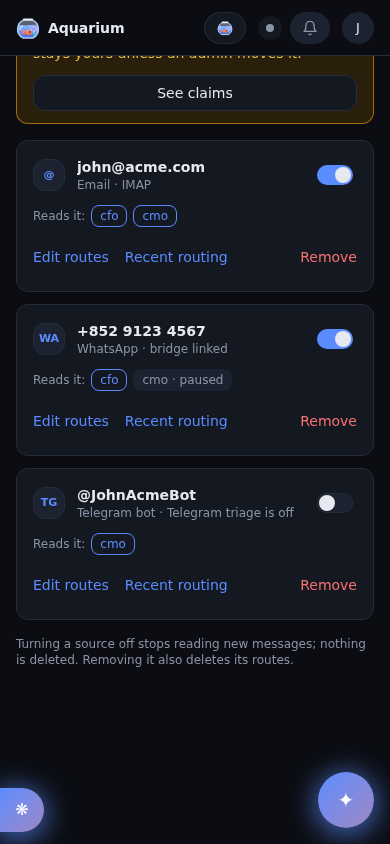 Aquarium
J
stays yours unless an admin moves it.
See claims
@
john@acme.com
Email · IMAP
Reads it: cfo cmo
Edit routes Recent routing Remove
WA
+852 9123 4567
WhatsApp · bridge linked
Reads it: cfo cmo · paused
Edit routes Recent routing Remove
TG
@JohnAcmeBot
Telegram bot · Telegram triage is off
Reads it: cmo
Edit routes Recent routing Remove
Turning a source off stops reading new messages; nothing
is deleted. Removing it also deletes its routes.